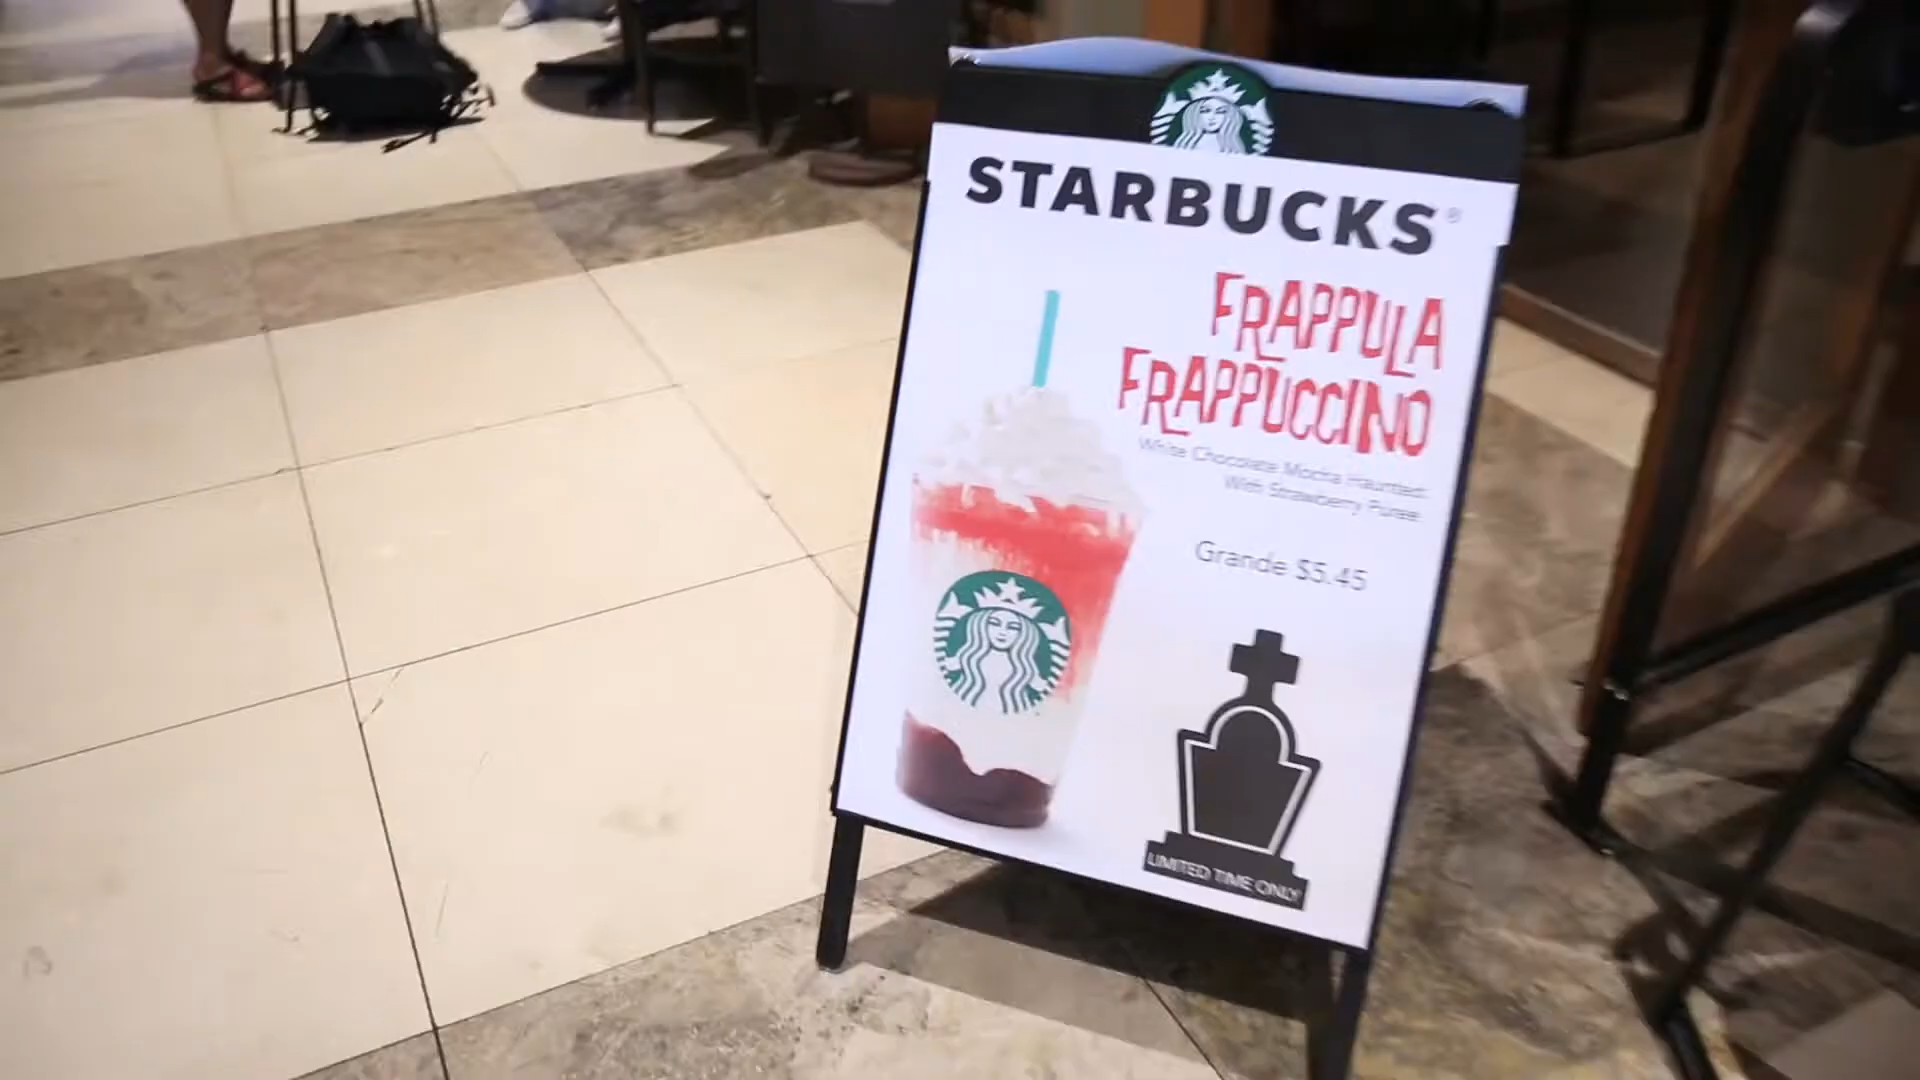 STARBUCKS®
FRAPPULA
FRAPPUCCINO
White Chocolate Mocha Haunted
With Strawberry Puree
Grande $5.45
LIMITED TIME ONLY